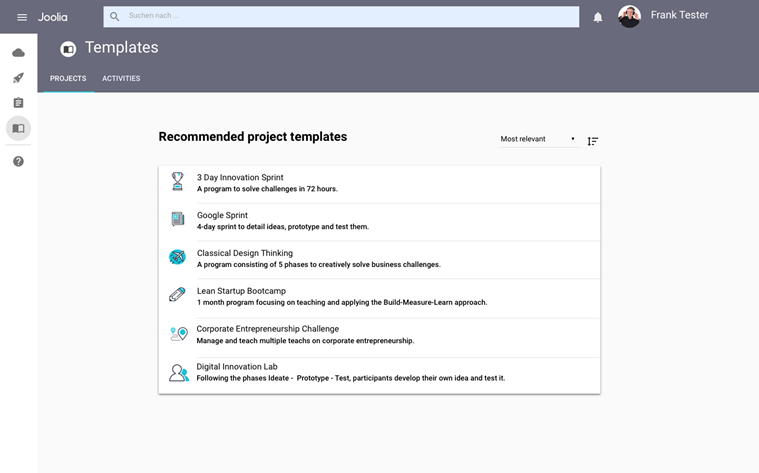 Joolia
Suchen nach ...
Frank Tester
Templates
PROJECTS
ACTIVITIES
Recommended project templates
Most relevant
3 Day Innovation Sprint
A program to solve challenges in 72 hours.
Google Sprint
4-day sprint to detail ideas, prototype and test them.
Classical Design Thinking
A program consisting of 5 phases to creatively solve business challenges.
Lean Startup Bootcamp
1 month program focusing on teaching and applying the Build-Measure-Learn approach.
Corporate Entrepreneurship Challenge
Manage and teach multiple teachs on corporate entrepreneurship.
Digital Innovation Lab
Following the phases Ideate - Prototype - Test, participants develop their own idea and test it.